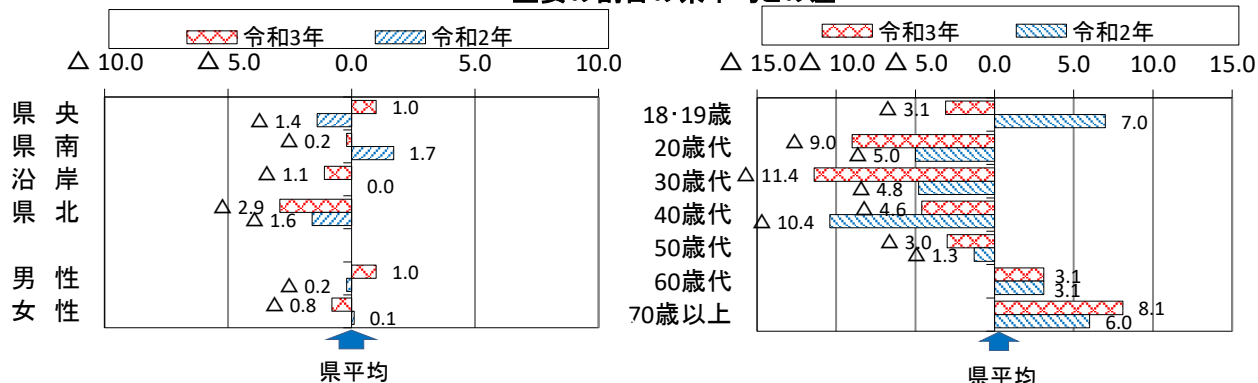 令和3年 令和2年
△ 10.0 △ 5.0 0.0 5.0 10.0
県 央 1.0
△ 1.4
県 南 △ 0.2
1.7
沿 岸 △ 1.1
0.0
県 北 △ 2.9
△ 1.6
男 性 1.0
△ 0.2
女 性 △ 0.8
0.1
県平均
令和3年 令和2年
△ 15.0 △ 10.0 △ 5.0 0.0 5.0 10.0 15.0
18・19歳 △ 3.1
7.0
20歳代 △ 9.0
△ 5.0
30歳代 △ 11.4
△ 4.8
40歳代 △ 4.6
△ 10.4
50歳代 △ 3.0
△ 1.3
60歳代 3.1
3.1
70歳以上 8.1
6.0
県平均